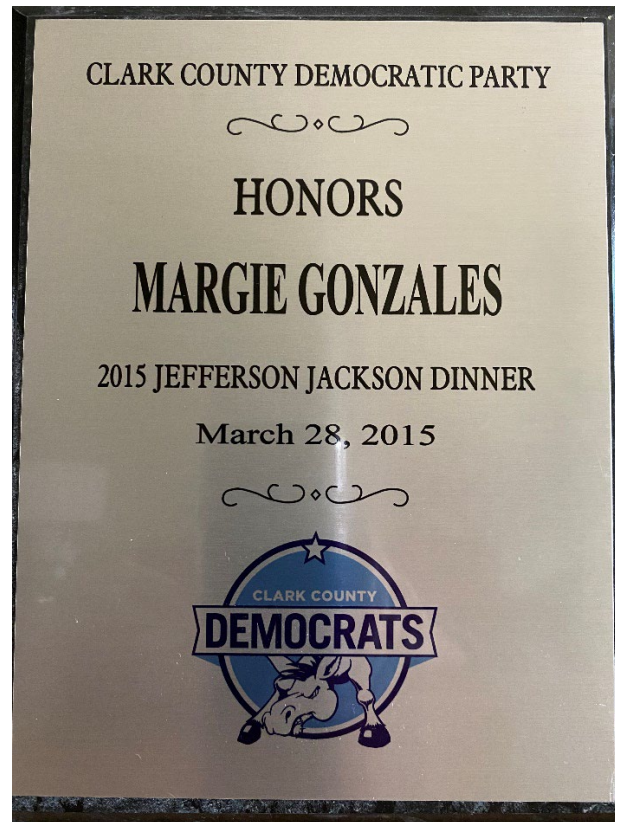 CLARK COUNTY DEMOCRATIC PARTY
HONORS
MARGIE GONZALES
2015 JEFFERSON JACKSON DINNER
March 28, 2015
CLARK COUNTY
DEMOCRATS